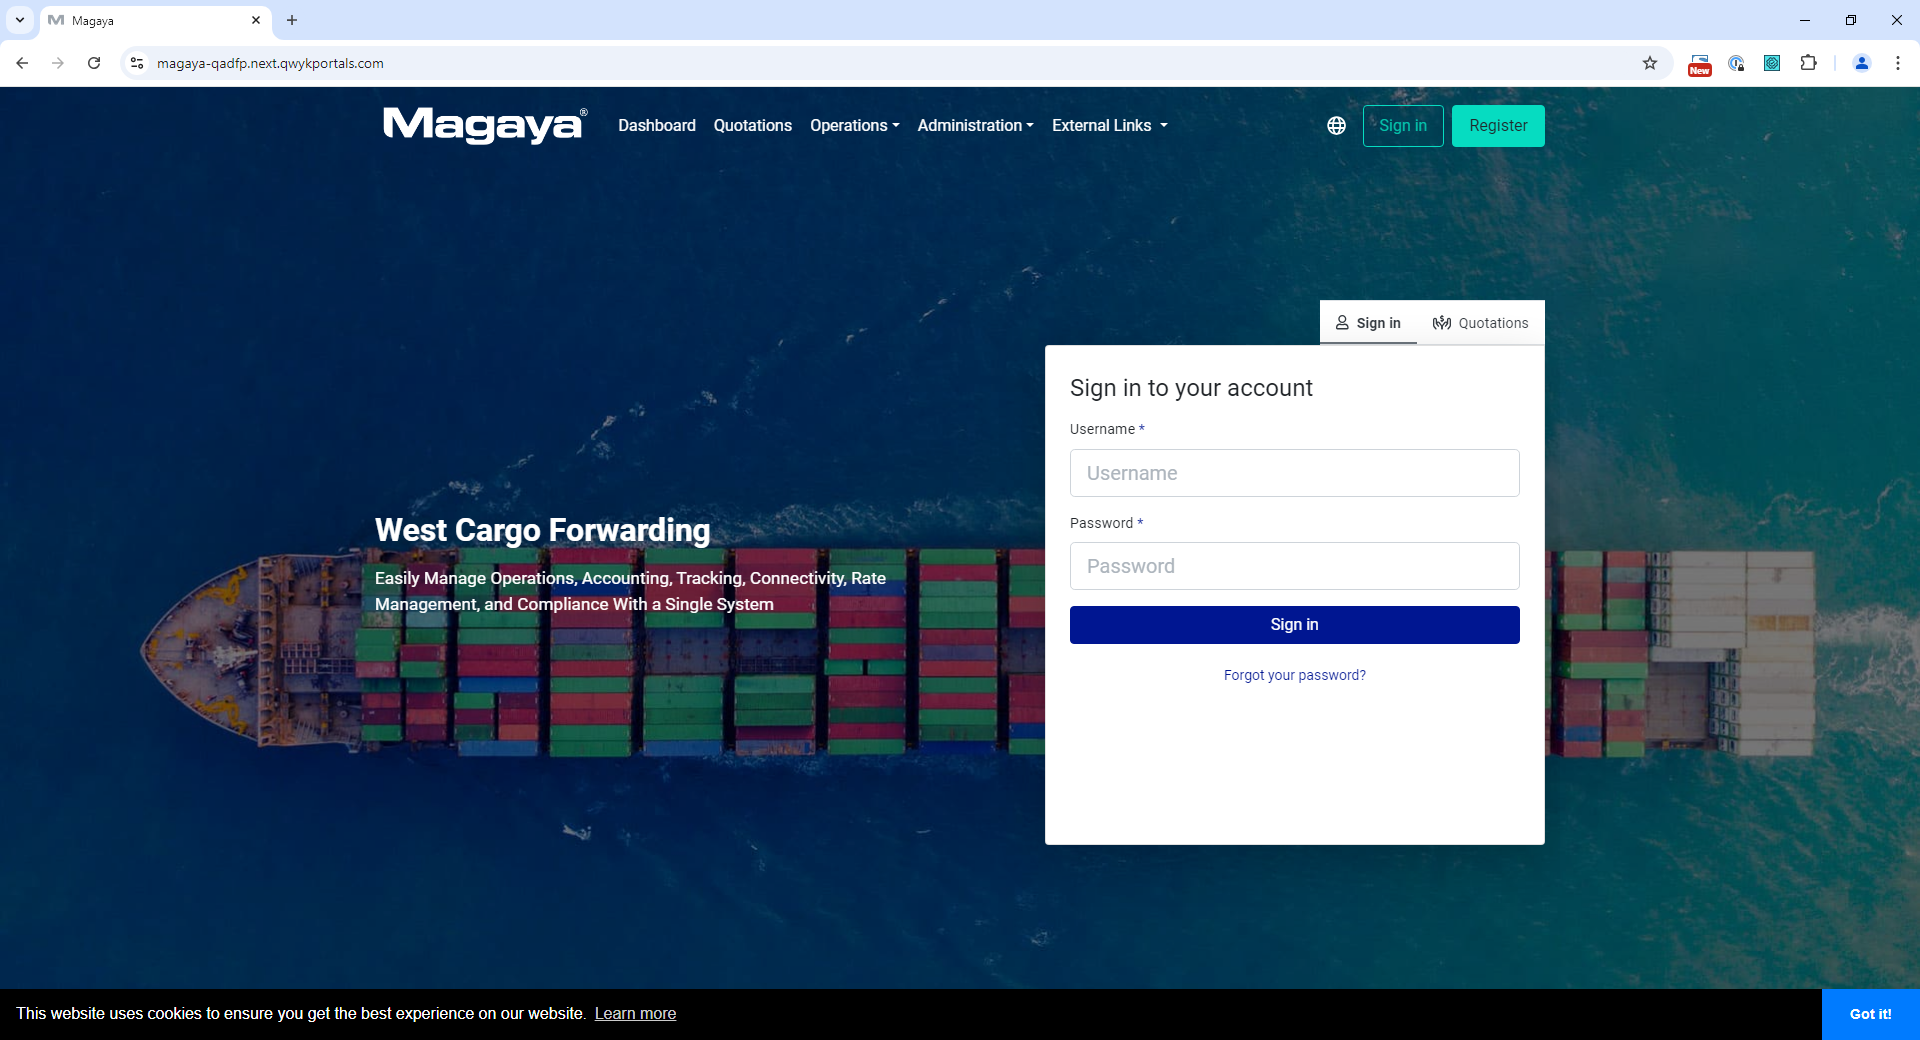 Magaya
magaya-qadfp.next.qwykportals.com
New
Magaya®
Dashboard Quotations Operations Administration External Links Sign in Register
Sign in Quotations
Sign in to your account
Username *
Username
Password *
Password
Sign in
Forgot your password?
West Cargo Forwarding
Easily Manage Operations, Accounting, Tracking, Connectivity, Rate
Management, and Compliance With a Single System
This website uses cookies to ensure you get the best experience on our website. Learn more Got it!